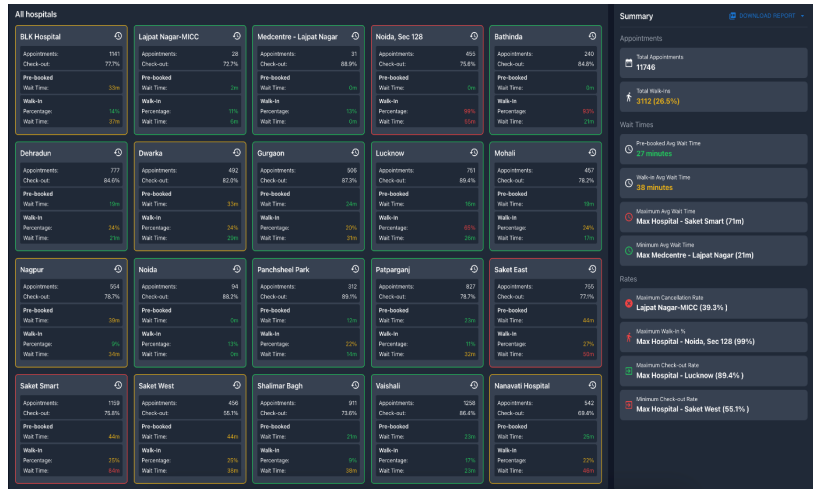 All hospitals
BLK Hospital
Appointments: 1141
Check-out: 77.7%
Pre-booked
Wait Time: 33m
Walk-In
Percentage: 14%
Wait Time: 37m
Lajpat Nagar-MICC
Appointments: 28
Check-out: 72.7%
Pre-booked
Wait Time: 2m
Walk-In
Percentage: 11%
Wait Time: 6m
Medcentre - Lajpat Nagar
Appointments: 31
Check-out: 88.9%
Pre-booked
Wait Time: 0m
Walk-In
Percentage: 13%
Wait Time: 0m
Noida, Sec 128
Appointments: 455
Check-out: 75.6%
Pre-booked
Wait Time: 0m
Walk-In
Percentage: 99%
Wait Time: 55m
Bathinda
Appointments: 240
Check-out: 84.8%
Pre-booked
Wait Time: 0m
Walk-In
Percentage:
Wait Time: 21m
Dehradun
Appointments: 777
Check-out: 84.6%
Pre-booked
Wait Time: 19m
Walk-In
Percentage: 24%
Wait Time: 21m
Dwarka
Appointments: 492
Check-out: 82.0%
Pre-booked
Wait Time: 33m
Walk-In
Percentage: 24%
Wait Time: 29m
Gurgaon
Appointments: 506
Check-out: 87.3%
Pre-booked
Wait Time: 24m
Walk-In
Percentage: 20%
Wait Time: 31m
Lucknow
Appointments: 751
Check-out: 89.4%
Pre-booked
Wait Time: 16m
Walk-In
Percentage:
Wait Time: 26m
Mohali
Appointments: 457
Check-out: 78.2%
Pre-booked
Wait Time: 19m
Walk-In
Percentage: 24%
Wait Time: 17m
Nagpur
Appointments: 554
Check-out: 78.7%
Pre-booked
Wait Time: 39m
Walk-In
Percentage: 9%
Wait Time: 34m
Noida
Appointments: 94
Check-out: 86.2%
Pre-booked
Wait Time: 0m
Walk-In
Percentage: 13%
Wait Time: 0m
Panchsheel Park
Appointments: 312
Check-out: 89.1%
Pre-booked
Wait Time: 12m
Walk-In
Percentage: 22%
Wait Time: 14m
Patparganj
Appointments: 827
Check-out: 78.7%
Pre-booked
Wait Time: 23m
Walk-In
Percentage: 11%
Wait Time: 32m
Saket East
Appointments: 755
Check-out: 77.1%
Pre-booked
Wait Time: 44m
Walk-In
Percentage: 27%
Wait Time: 50m
Saket Smart
Appointments: 1159
Check-out: 75.8%
Pre-booked
Wait Time: 44m
Walk-In
Percentage: 25%
Wait Time: 84m
Saket West
Appointments: 456
Check-out: 55.1%
Pre-booked
Wait Time: 44m
Walk-In
Percentage: 25%
Wait Time: 38m
Shalimar Bagh
Appointments: 911
Check-out: 73.6%
Pre-booked
Wait Time: 21m
Walk-In
Percentage: 9%
Wait Time: 38m
Vaishali
Appointments: 1258
Check-out: 86.4%
Pre-booked
Wait Time: 23m
Walk-In
Percentage: 17%
Wait Time: 23m
Nanavati Hospital
Appointments: 542
Check-out: 69.4%
Pre-booked
Wait Time: 25m
Walk-In
Percentage: 22%
Wait Time: 46m
Summary
DOWNLOAD REPORT
Appointments
Total Appointments
11746
Total Walk-ins
3112 (26.5%)
Wait Times
Pre-booked Avg Wait Time
27 minutes
Walk-in Avg Wait Time
38 minutes
Maximum Avg Wait Time
Max Hospital - Saket Smart (71m)
Minimum Avg Wait Time
Max Medcentre - Lajpat Nagar (21m)
Rates
Maximum Cancellation Rate
Lajpat Nagar-MICC (39.3% )
Maximum Walk-in %
Max Hospital - Noida, Sec 128 (99%)
Maximum Check-out Rate
Max Hospital - Lucknow (89.4% )
Minimum Check-out Rate
Max Hospital - Saket West (55.1% )